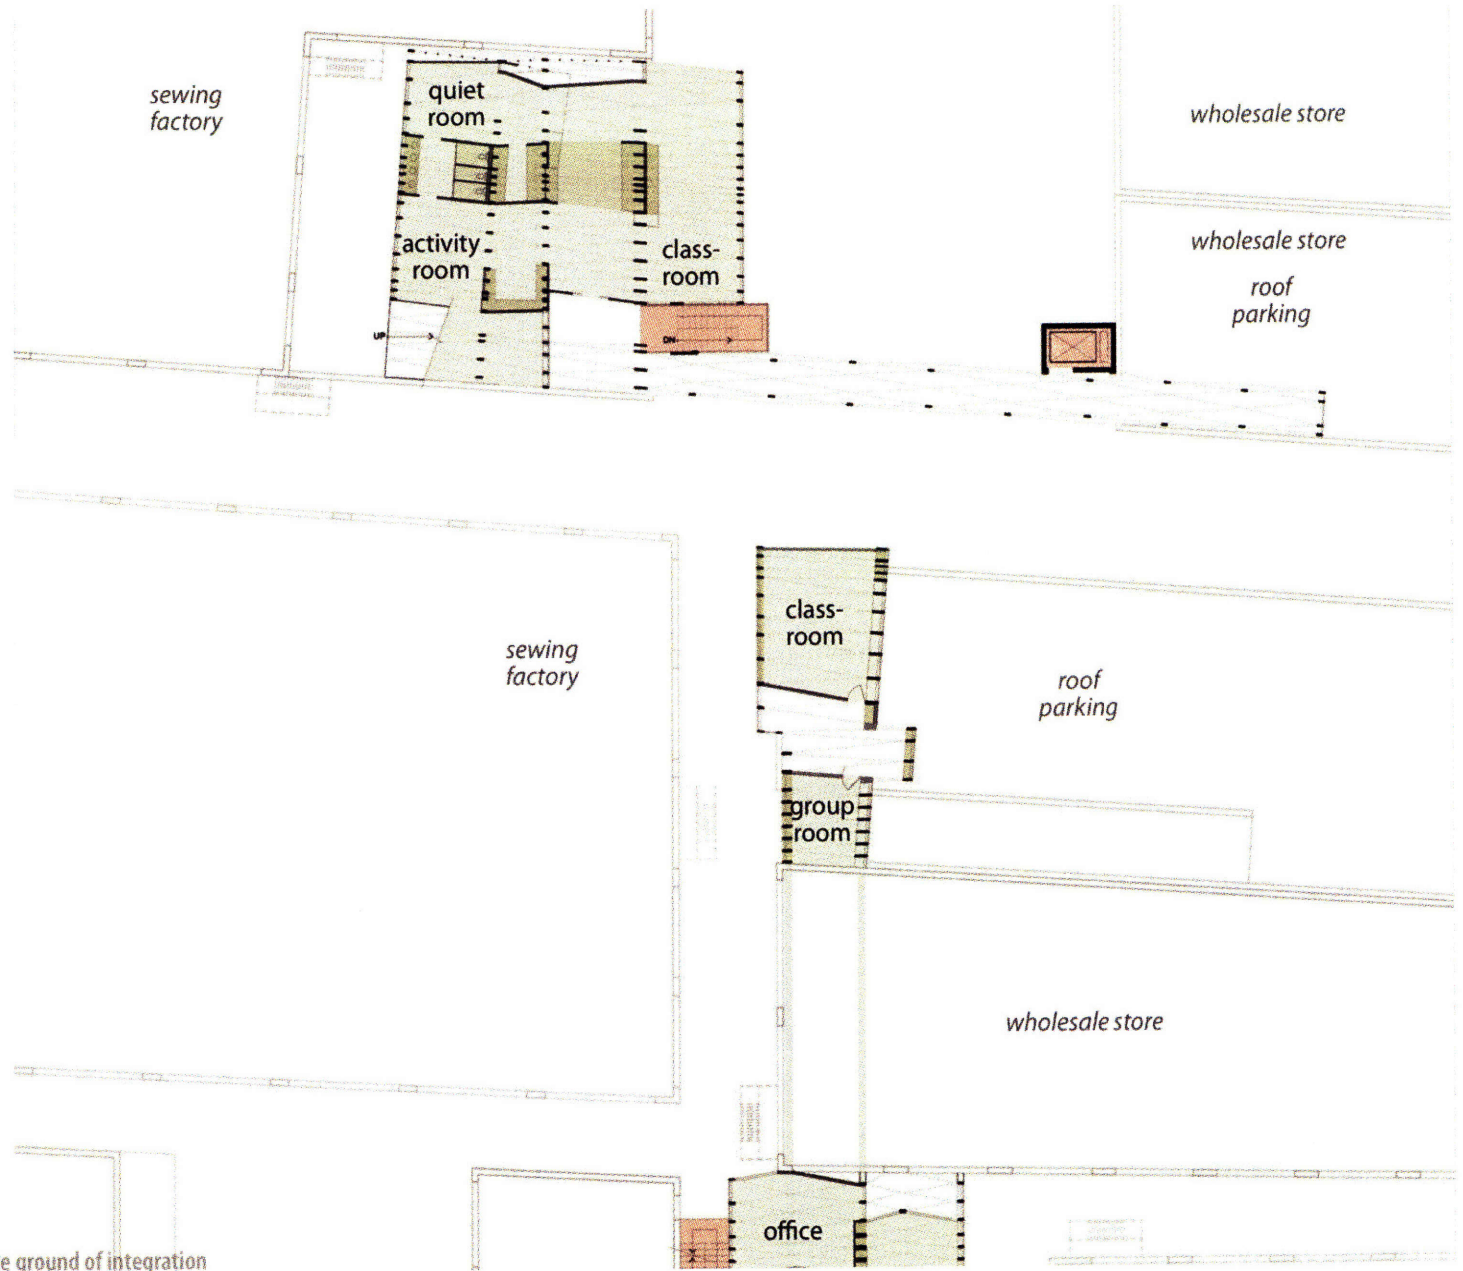 sewing
factory
quiet
room
wholesale store
activity
room
class-
room
wholesale store
roof
parking
UP
DN
class-
room
sewing
factory
roof
parking
group
room
wholesale store
office
e ground of integration